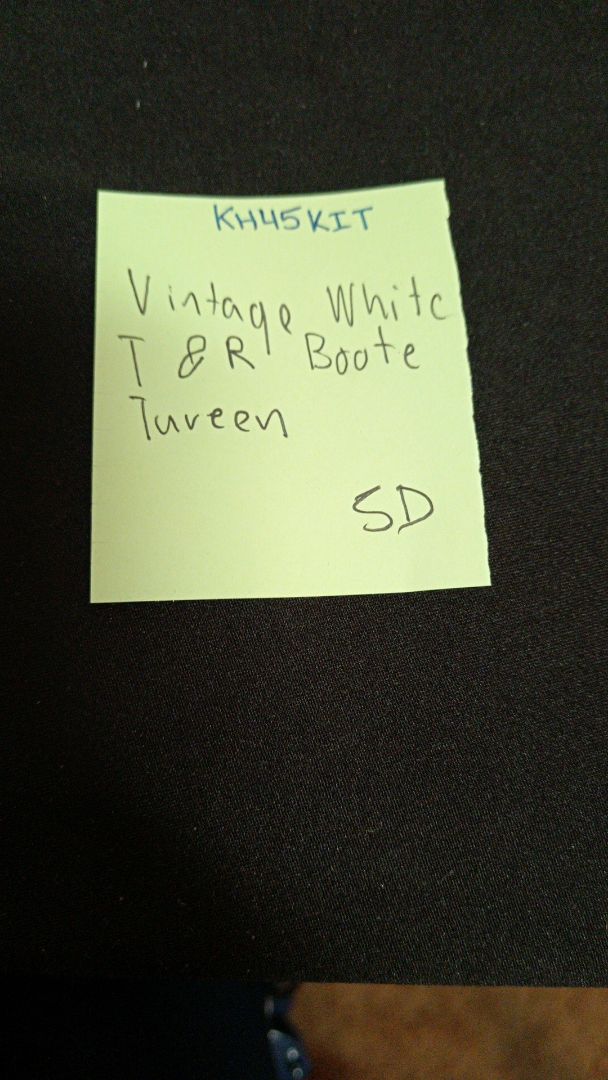 KH45KIT
Vintage White
T & R Boote
Tureen
SD